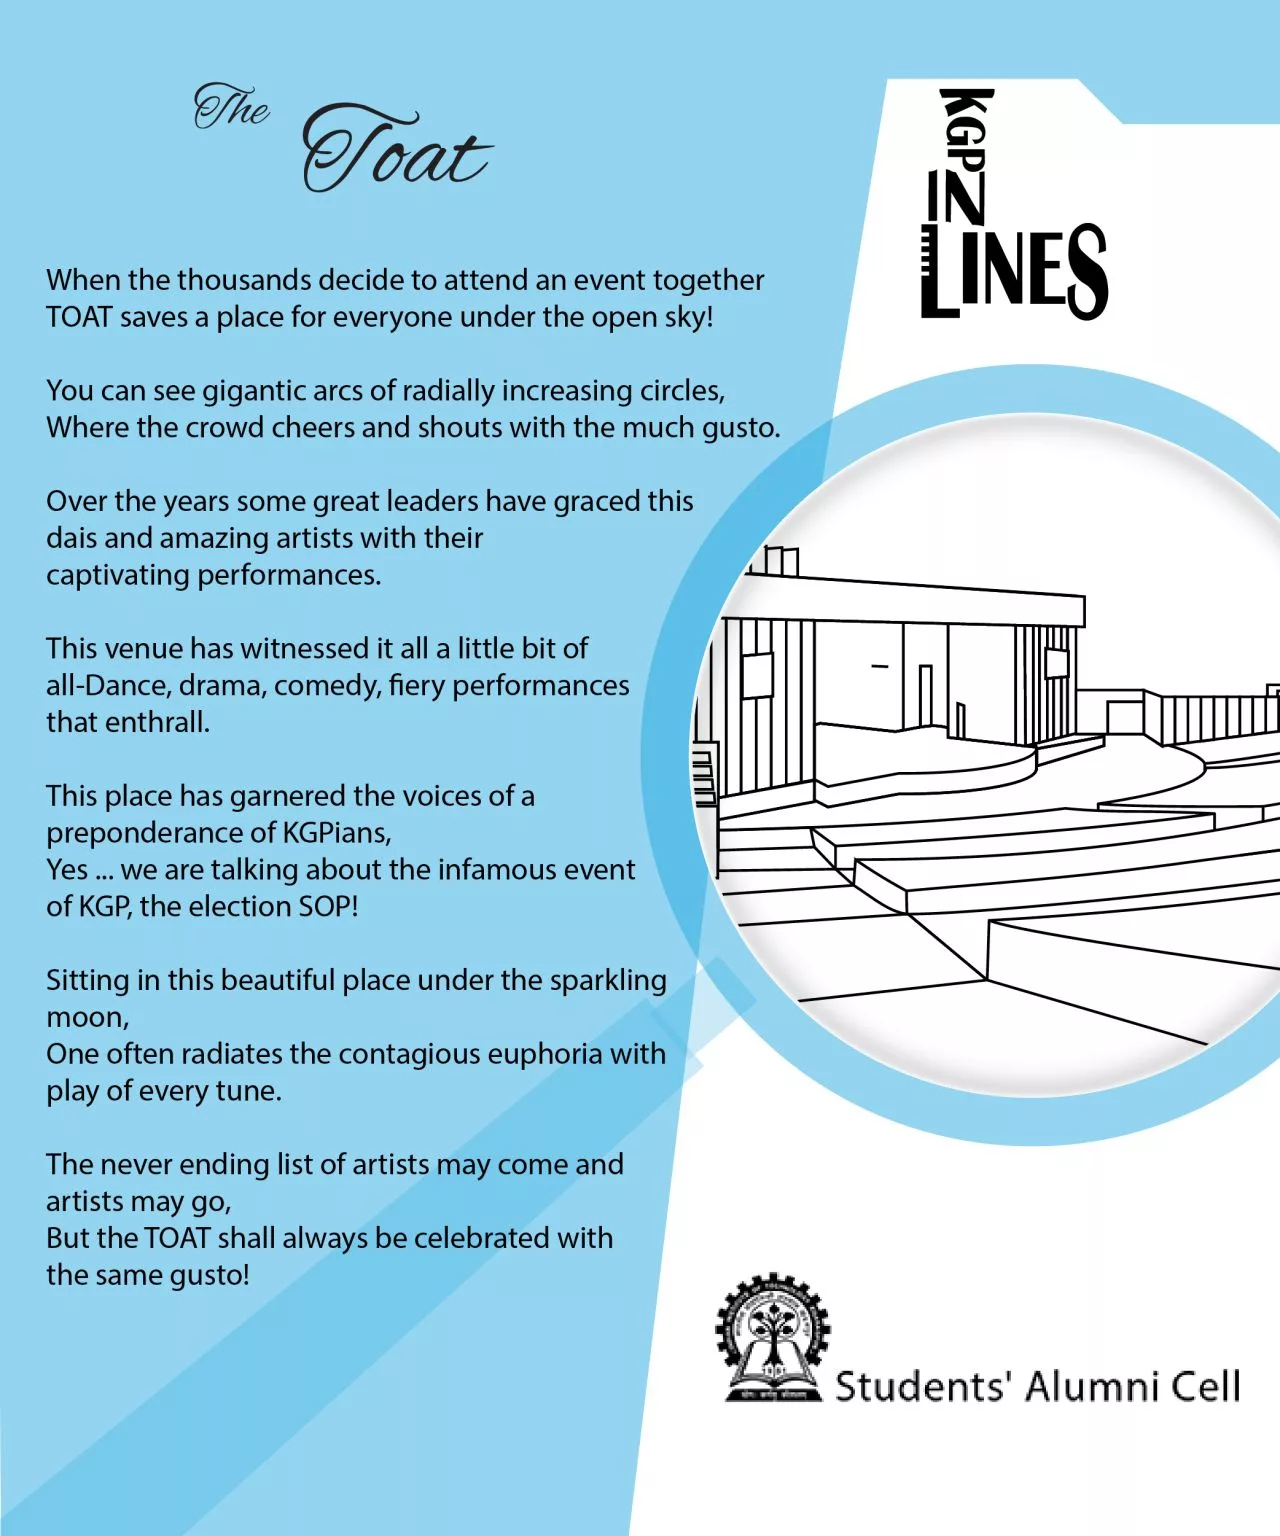 The
Toat
KGP
IN
LINES
When the thousands decide to attend an event together
TOAT saves a place for everyone under the open sky!
You can see gigantic arcs of radially increasing circles,
Where the crowd cheers and shouts with the much gusto.
Over the years some great leaders have graced this
dais and amazing artists with their
captivating performances.
This venue has witnessed it all a little bit of
all-Dance, drama, comedy, fiery performances
that enthrall.
This place has garnered the voices of a
preponderance of KGPians,
Yes ... we are talking about the infamous event
of KGP, the election SOP!
Sitting in this beautiful place under the sparkling
moon,
One often radiates the contagious euphoria with
play of every tune.
The never ending list of artists may come and
artists may go,
But the TOAT shall always be celebrated with
the same gusto!
Students' Alumni Cell